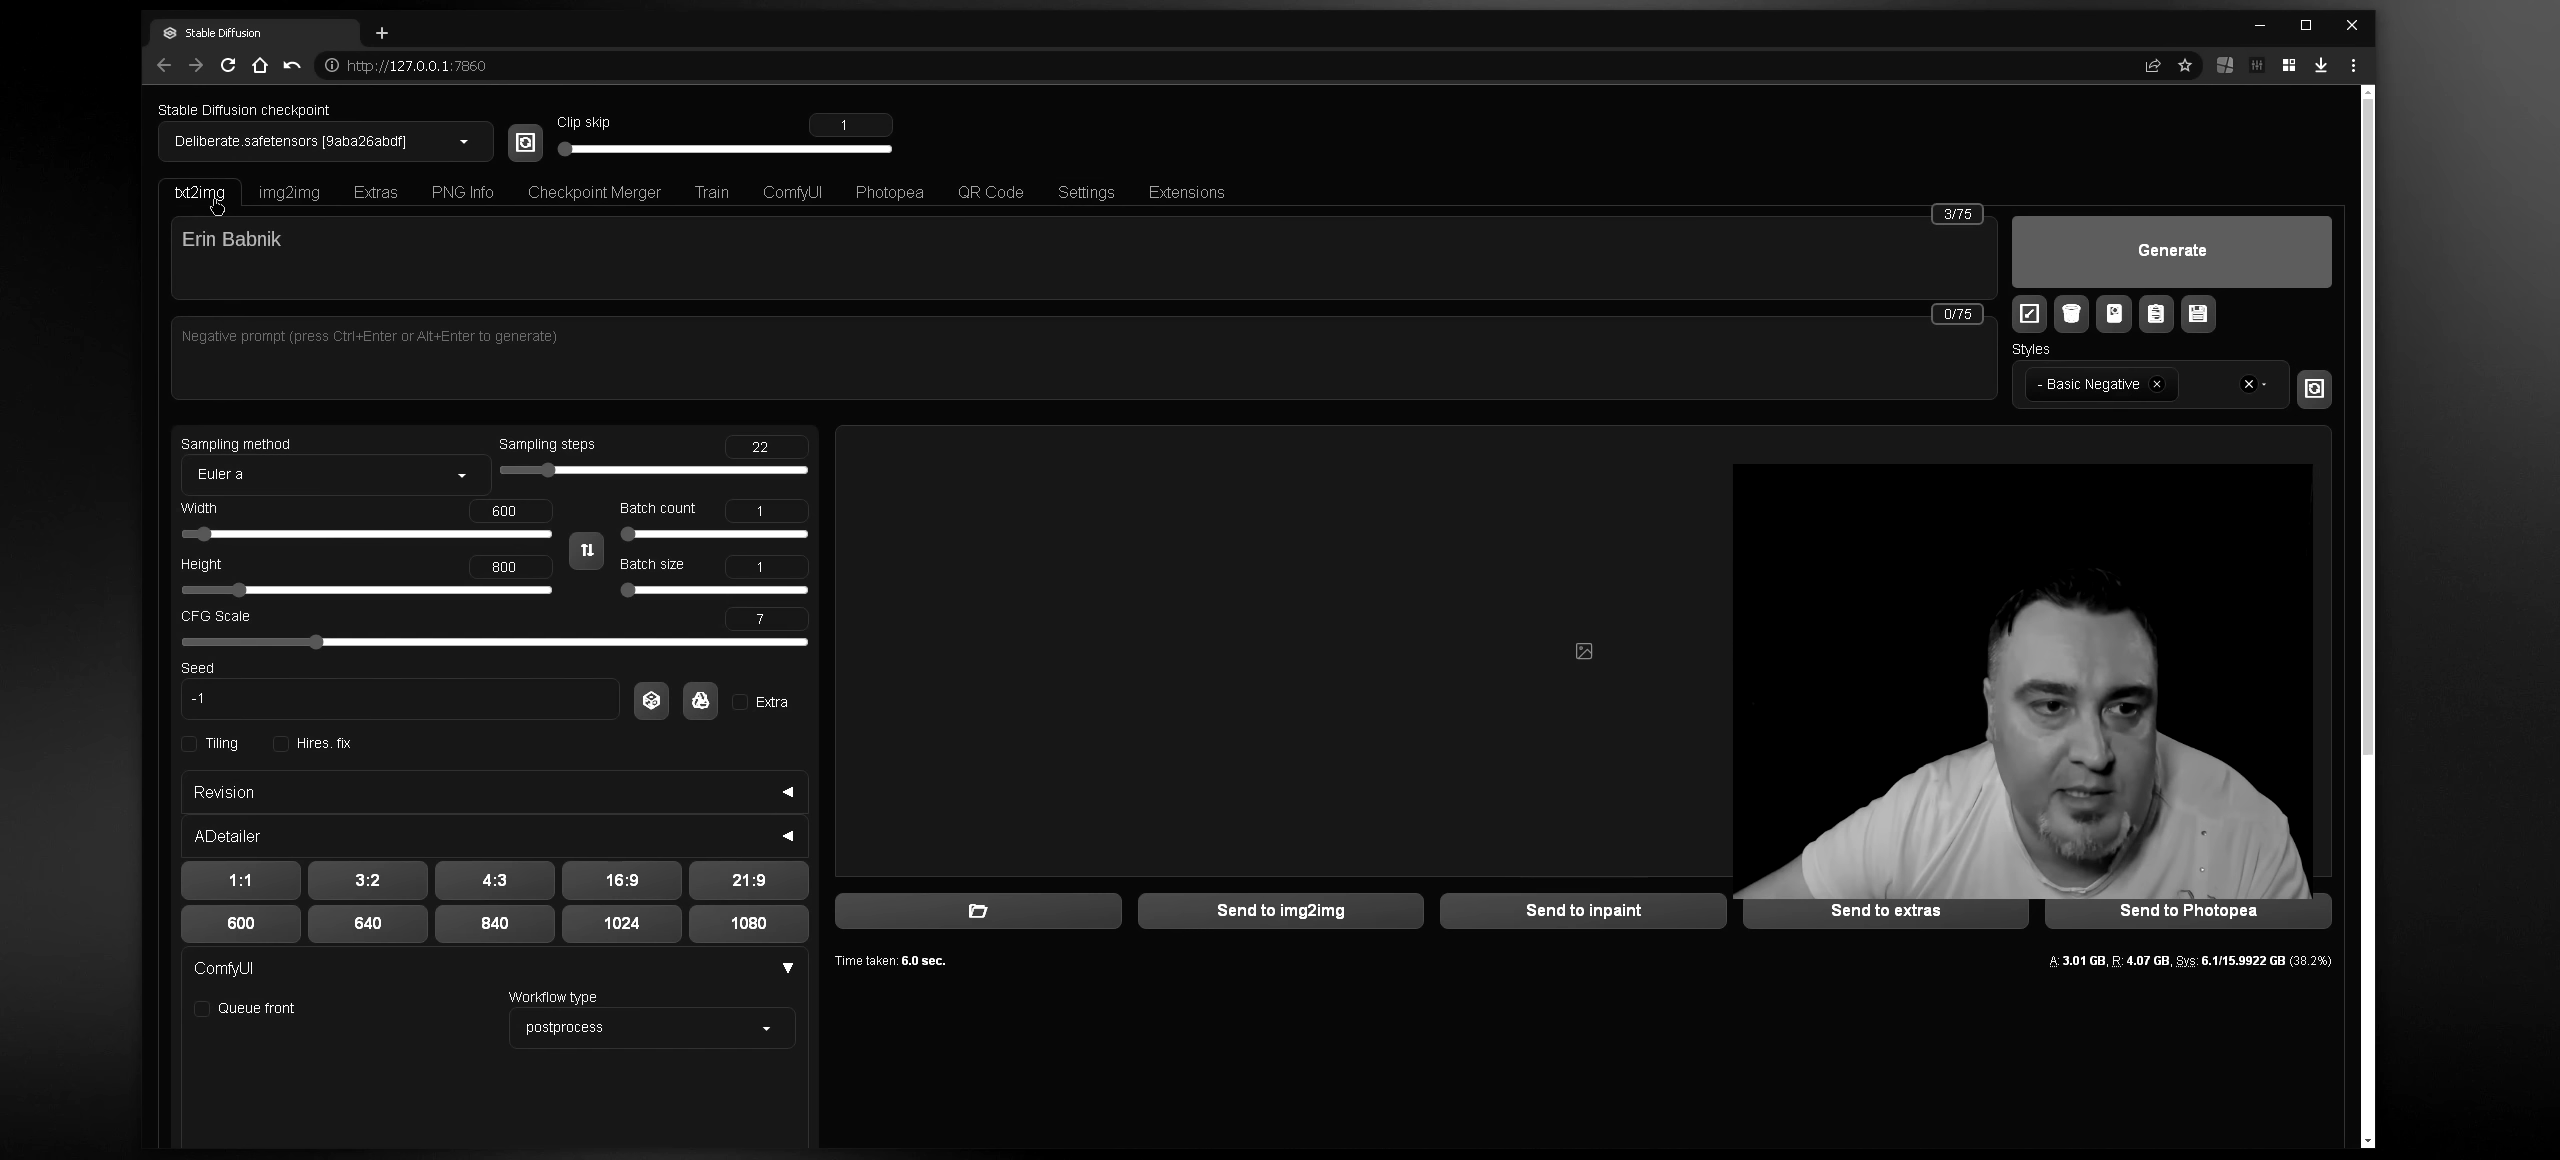 Stable Diffusion
http://127.0.0.1:7860
Stable Diffusion checkpoint
Deliberate.safetensors [9aba26abdf]
Clip skip
1
txt2img
img2img
Extras
PNG Info
Checkpoint Merger
Train
ComfyUI
Photopea
QR Code
Settings
Extensions
3/75
Erin Babnik
Generate
0/75
Negative prompt (press Ctrl+Enter or Alt+Enter to generate)
Styles
- Basic Negative
Sampling method
Euler a
Sampling steps
22
Width
600
Batch count
1
Height
800
Batch size
1
CFG Scale
7
Seed
-1
Extra
Tiling
Hires. fix
Revision
ADetailer
1:1
3:2
4:3
16:9
21:9
600
640
840
1024
1080
ComfyUI
Queue front
Workflow type
postprocess
Send to img2img
Send to inpaint
Send to extras
Send to Photopea
Time taken: 6.0 sec.
A: 3.01 GB, R: 4.07 GB, Sys: 6.1/15.9922 GB (38.2%)